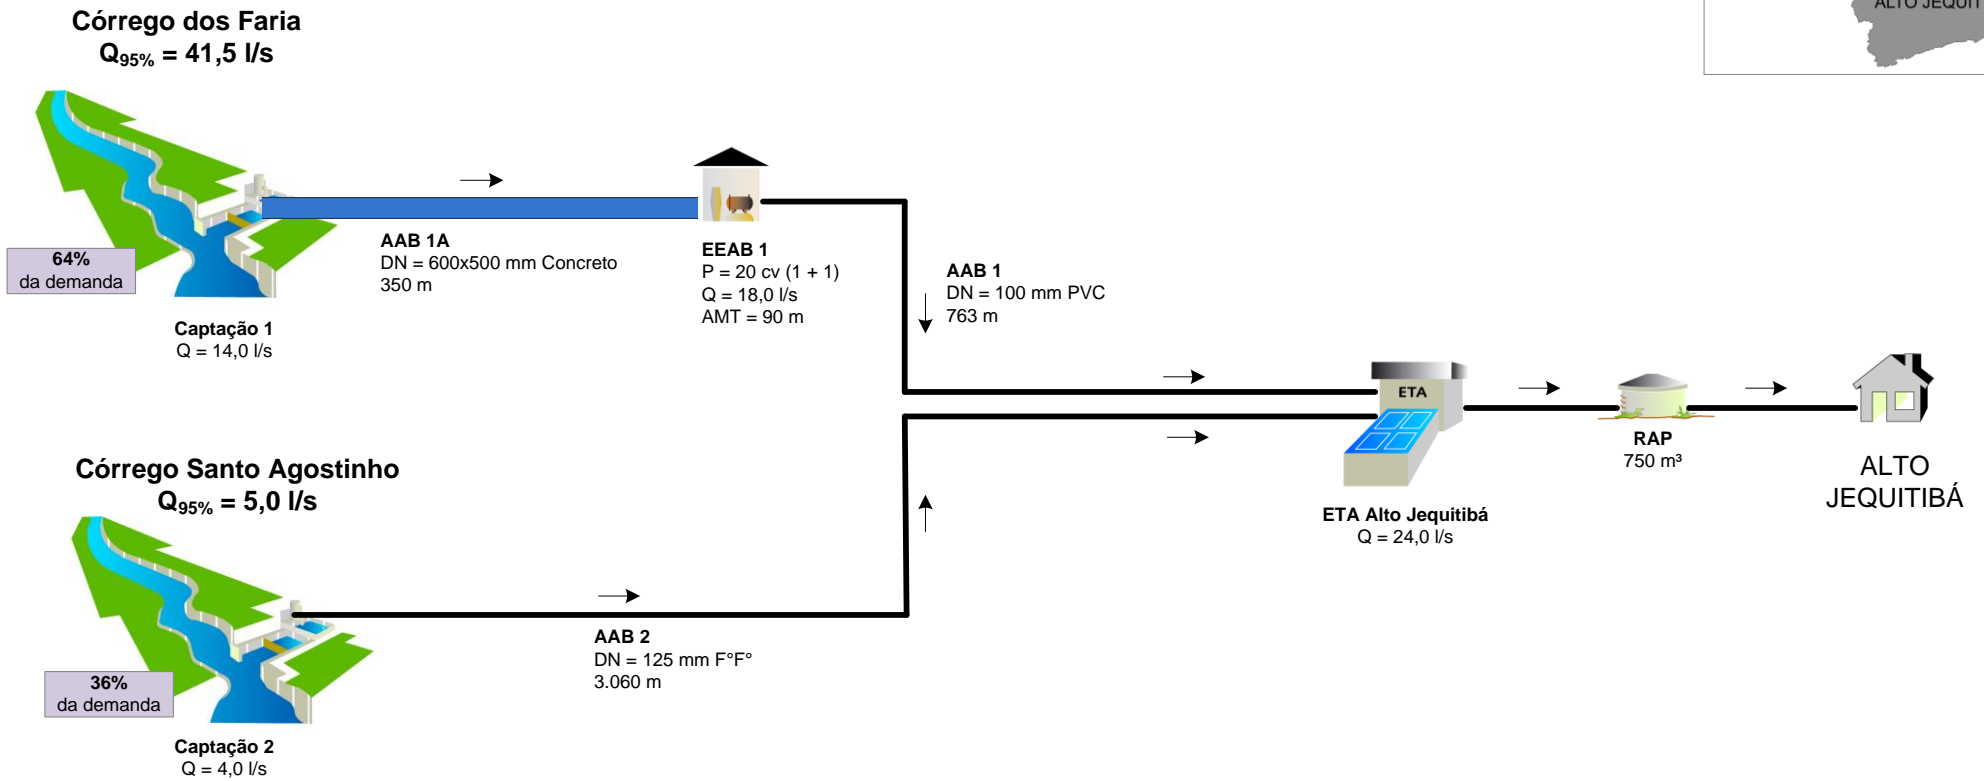 Córrego dos Faria
Q95% = 41,5 l/s
64%
da demanda
Captação 1
Q = 14,0 l/s
AAB 1A
DN = 600x500 mm Concreto
350 m
EEAB 1
P = 20 cv (1 + 1)
Q = 18,0 l/s
AMT = 90 m
AAB 1
DN = 100 mm PVC
763 m
Córrego Santo Agostinho
Q95% = 5,0 l/s
36%
da demanda
Captação 2
Q = 4,0 l/s
AAB 2
DN = 125 mm F°F°
3.060 m
ETA
ETA Alto Jequitibá
Q = 24,0 l/s
RAP
750 m³
ALTO
JEQUITIBÁ
ALTO JEQUIT